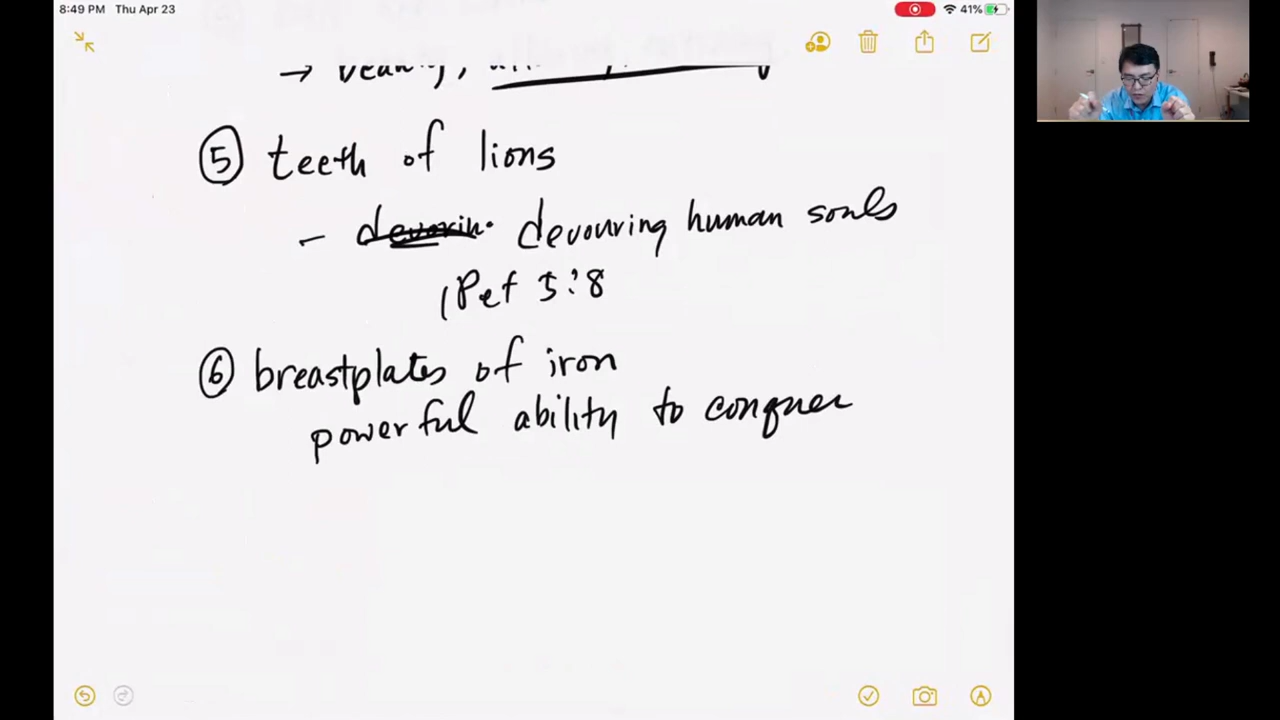 8:49 PM Thu Apr 23 41%
→ beauty,
⑤ teeth of lions
- devouring human souls
1Pet 5:8
⑥ breastplates of iron
powerful ability to conquer